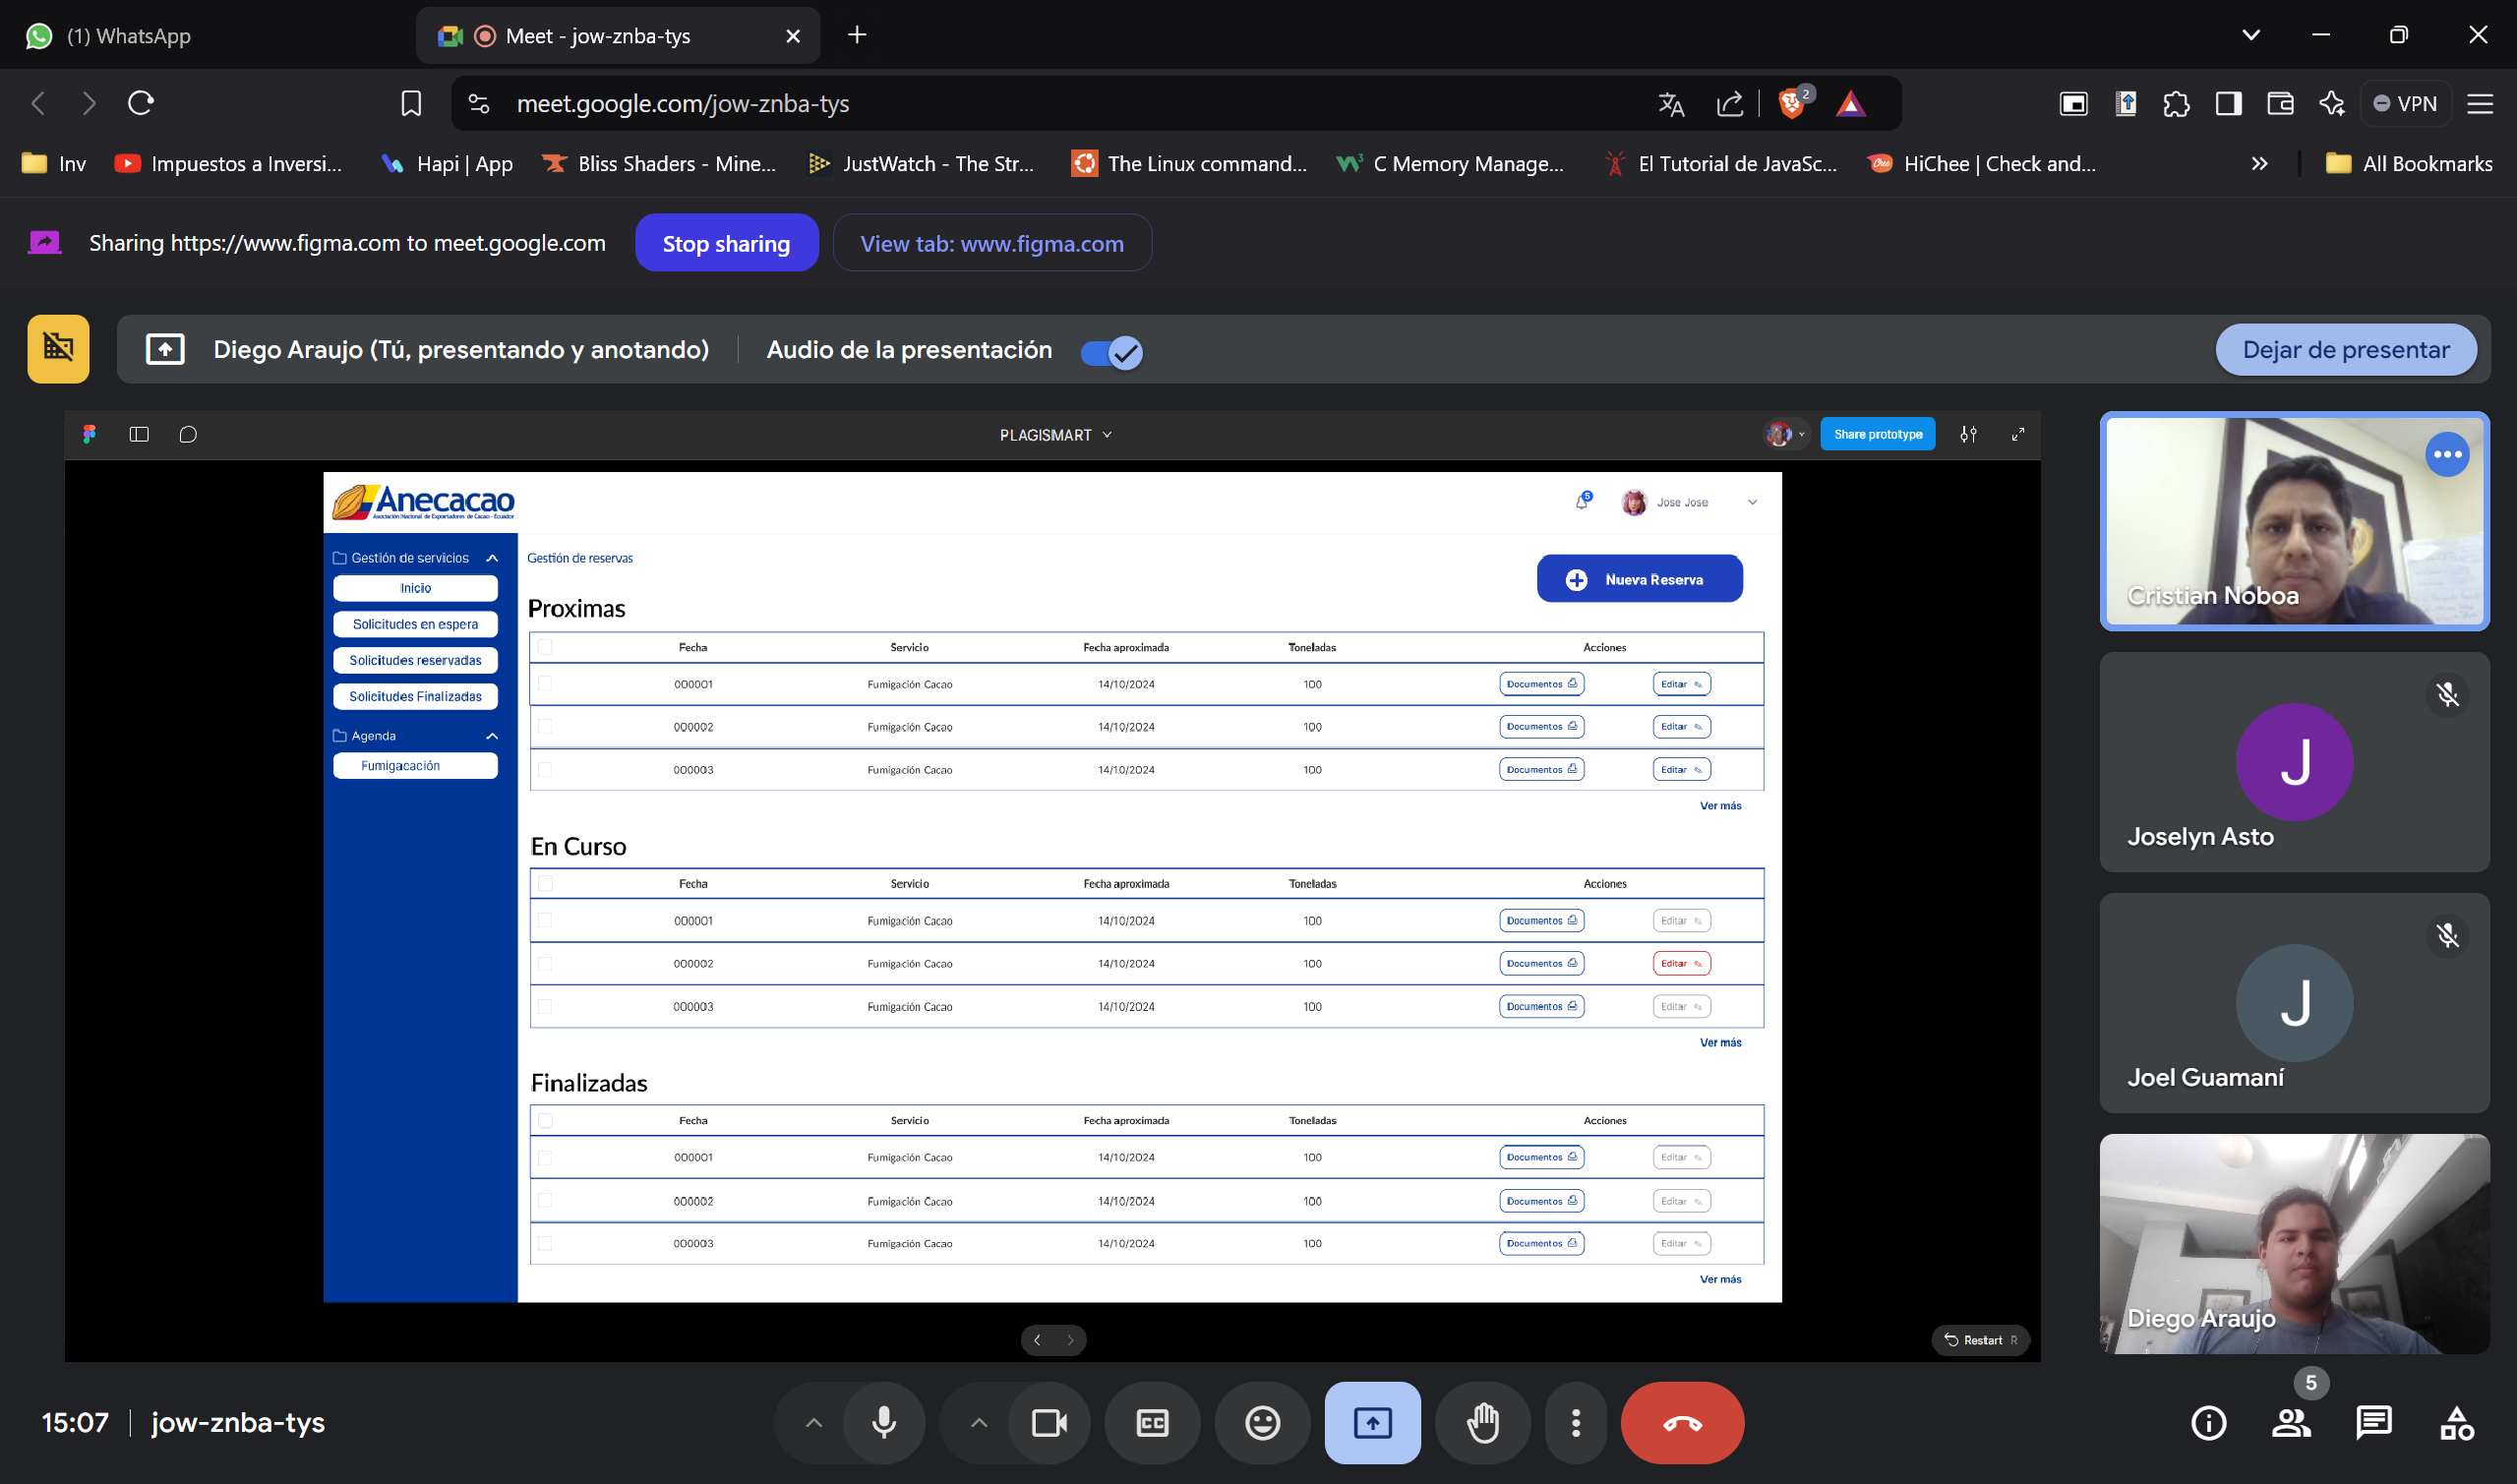 (1) WhatsApp
Meet - jow-znba-tys
meet.google.com/jow-znba-tys
2
VPN
Inv
Impuestos a Inversi...
Hapi | App
Bliss Shaders - Mine...
JustWatch - The Str...
The Linux command...
C Memory Manage...
El Tutorial de JavaSc...
HiChee | Check and...
All Bookmarks
Sharing https://www.figma.com to meet.google.com
Stop sharing
View tab: www.figma.com
Diego Araujo (Tú, presentando y anotando)
Audio de la presentación
Dejar de presentar
PLAGISMART
Share prototype
Anecacao
Asociación Nacional de Exportadores de Cacao - Ecuador
5
Jose Jose
Gestión de servicios
Inicio
Solicitudes en espera
Solicitudes reservadas
Solicitudes Finalizadas
Agenda
Fumigacación
Gestión de reservas
Nueva Reserva
Proximas
Fecha Servicio Fecha aproximada Toneladas Acciones
000001 Fumigación Cacao 14/10/2024 100 Documentos Editar
000002 Fumigación Cacao 14/10/2024 100 Documentos Editar
000003 Fumigación Cacao 14/10/2024 100 Documentos Editar
Ver más
En Curso
Fecha Servicio Fecha aproximada Toneladas Acciones
000001 Fumigación Cacao 14/10/2024 100 Documentos Editar
000002 Fumigación Cacao 14/10/2024 100 Documentos Editar
000003 Fumigación Cacao 14/10/2024 100 Documentos Editar
Ver más
Finalizadas
Fecha Servicio Fecha aproximada Toneladas Acciones
000001 Fumigación Cacao 14/10/2024 100 Documentos Editar
000002 Fumigación Cacao 14/10/2024 100 Documentos Editar
000003 Fumigación Cacao 14/10/2024 100 Documentos Editar
Ver más
Restart R
Cristian Noboa
J
Joselyn Asto
J
Joel Guamaní
Diego Araujo
15:07
jow-znba-tys
CC
5